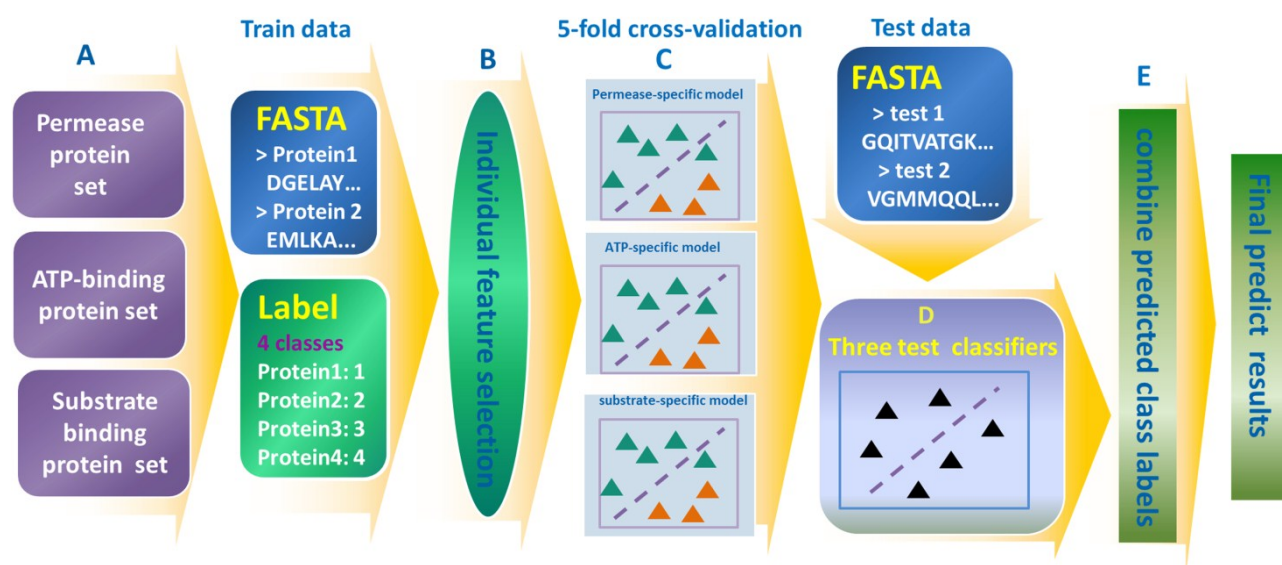 A
Permease
protein
set
ATP-binding
protein set
Substrate
binding
protein set
Train data
FASTA
> Protein1
DGELAY...
> Protein 2
EMLKA...
Label
4 classes
Protein1: 1
Protein2: 2
Protein3: 3
Protein4: 4
B
Individual feature selection
5-fold cross-validation
C
Permease-specific model
ATP-specific model
substrate-specific model
Test data
FASTA
> test 1
GQITVATGK...
> test 2
VGMMQQL...
D
Three test classifiers
E
combine predicted class labels
Final predict results